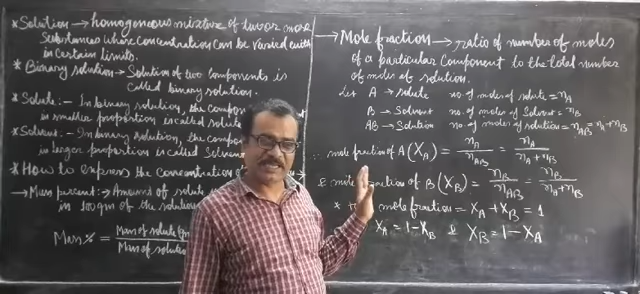 * Solution → homogeneous mixture of two or more
substances whose concentration can be varied with
in certain limits.
* Binary solution → Solution of two components is
called binary solution.
* Solute :- In binary solution, the compo
in smaller proportion is called solute
* Solvent :- In binary solution, the compo
in larger proportion is called Solven
* How to express the Concentration
→ Mass percent :- Amount of solute
in 100gm of the solution
Mass% = Mass of solute / Mass of solutio
→ Mole fraction → ratio of number of moles
of a particular component to the total number
of moles of solution.
Let A → solute no. of moles of solute = nA
B → Solvent no. of moles of Solvent = nB
AB → Solution no. of moles of solution = nAB = nA + nB
∴ mole fraction of A (XA) = nA / nAB = nA / nA + nB
& mole fraction of B (XB) = nB / nAB = nB / nA + nB
* mole fraction = XA + XB = 1
XA = 1 - XB & XB = 1 - XA